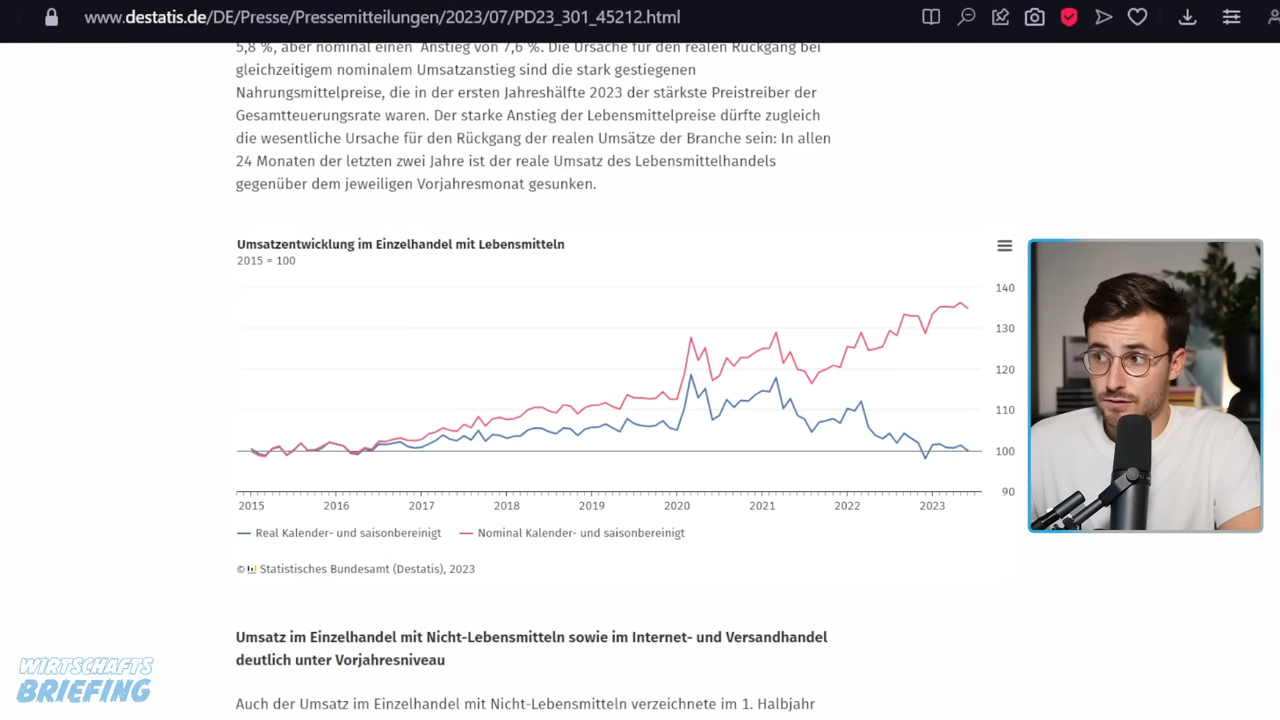 www.destatis.de/DE/Presse/Pressemitteilungen/2023/07/PD23_301_45212.html
5,8 %, aber nominal einen Anstieg von 7,6 %. Die Ursache für den realen Rückgang bei
gleichzeitigem nominalem Umsatzanstieg sind die stark gestiegenen
Nahrungsmittelpreise, die in der ersten Jahreshälfte 2023 der stärkste Preistreiber der
Gesamtteuerungsrate waren. Der starke Anstieg der Lebensmittelpreise dürfte zugleich
die wesentliche Ursache für den Rückgang der realen Umsätze der Branche sein: In allen
24 Monaten der letzten zwei Jahre ist der reale Umsatz des Lebensmittelhandels
gegenüber dem jeweiligen Vorjahresmonat gesunken.
Umsatzentwicklung im Einzelhandel mit Lebensmitteln
2015 = 100
140
130
120
110
100
90
2015 2016 2017 2018 2019 2020 2021 2022 2023
Real Kalender- und saisonbereinigt Nominal Kalender- und saisonbereinigt
© Statistisches Bundesamt (Destatis), 2023
Umsatz im Einzelhandel mit Nicht-Lebensmitteln sowie im Internet- und Versandhandel
deutlich unter Vorjahresniveau
Auch der Umsatz im Einzelhandel mit Nicht-Lebensmitteln verzeichnete im 1. Halbjahr
WIRTSCHAFTS
BRIEFING